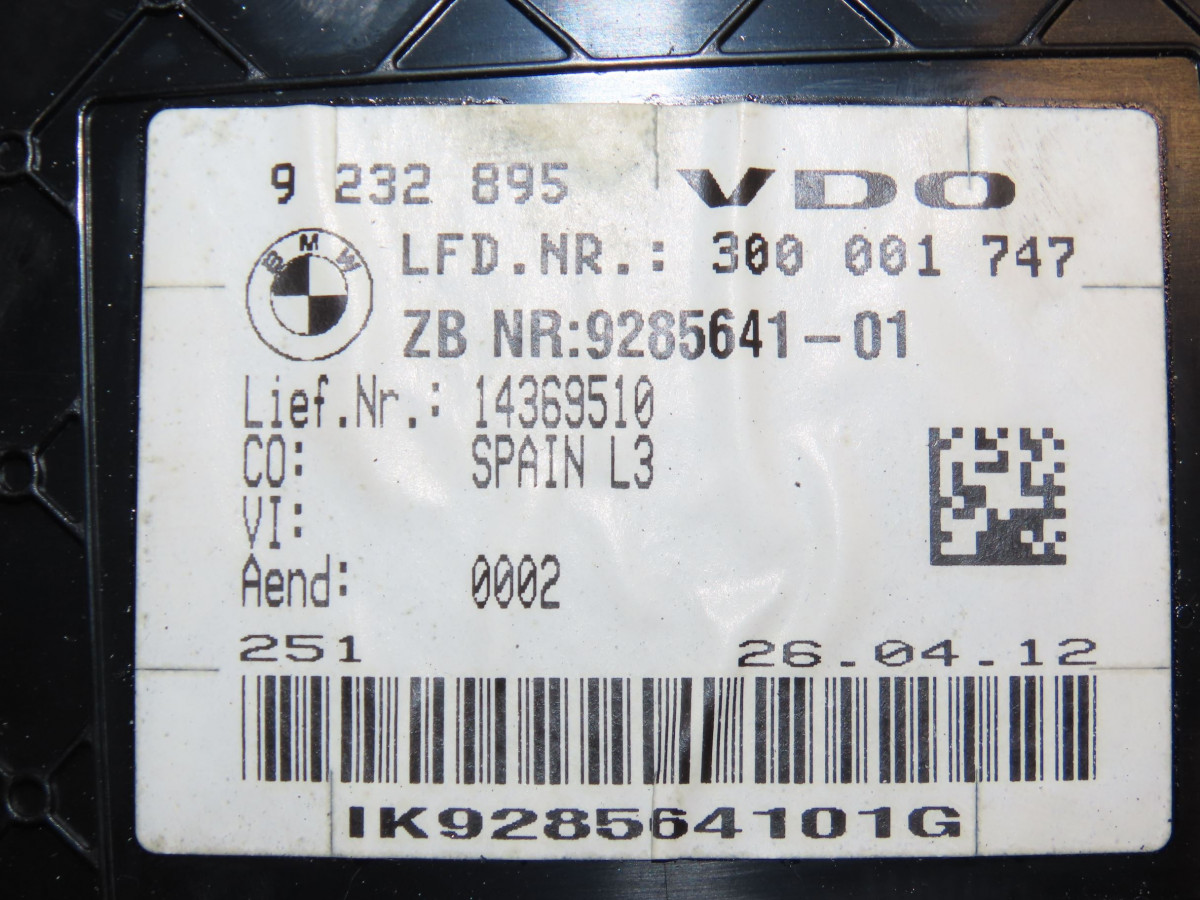 9 232 895 VDO
BMW
LFD.NR.: 300 001 747
ZB NR:9285641-01
Lief.Nr.: 14369510
CO: SPAIN L3
VI:
Aend: 0002
251 26.04.12
IK928564101G